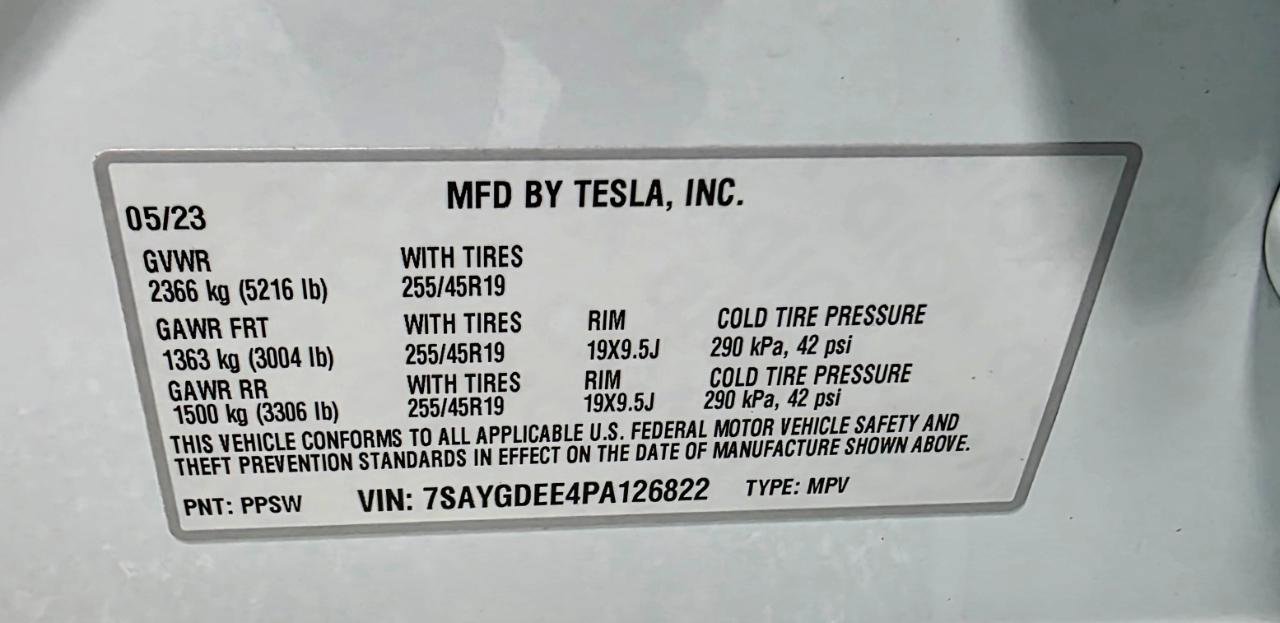 MFD BY TESLA, INC.
05/23
GVWR WITH TIRES
2366 kg (5216 lb) 255/45R19
GAWR FRT WITH TIRES RIM COLD TIRE PRESSURE
1363 kg (3004 lb) 255/45R19 19X9.5J 290 kPa, 42 psi
GAWR RR WITH TIRES RIM COLD TIRE PRESSURE
1500 kg (3306 lb) 255/45R19 19X9.5J 290 kPa, 42 psi
THIS VEHICLE CONFORMS TO ALL APPLICABLE U.S. FEDERAL MOTOR VEHICLE SAFETY AND
THEFT PREVENTION STANDARDS IN EFFECT ON THE DATE OF MANUFACTURE SHOWN ABOVE.
PNT: PPSW VIN: 7SAYGDEE4PA126822 TYPE: MPV